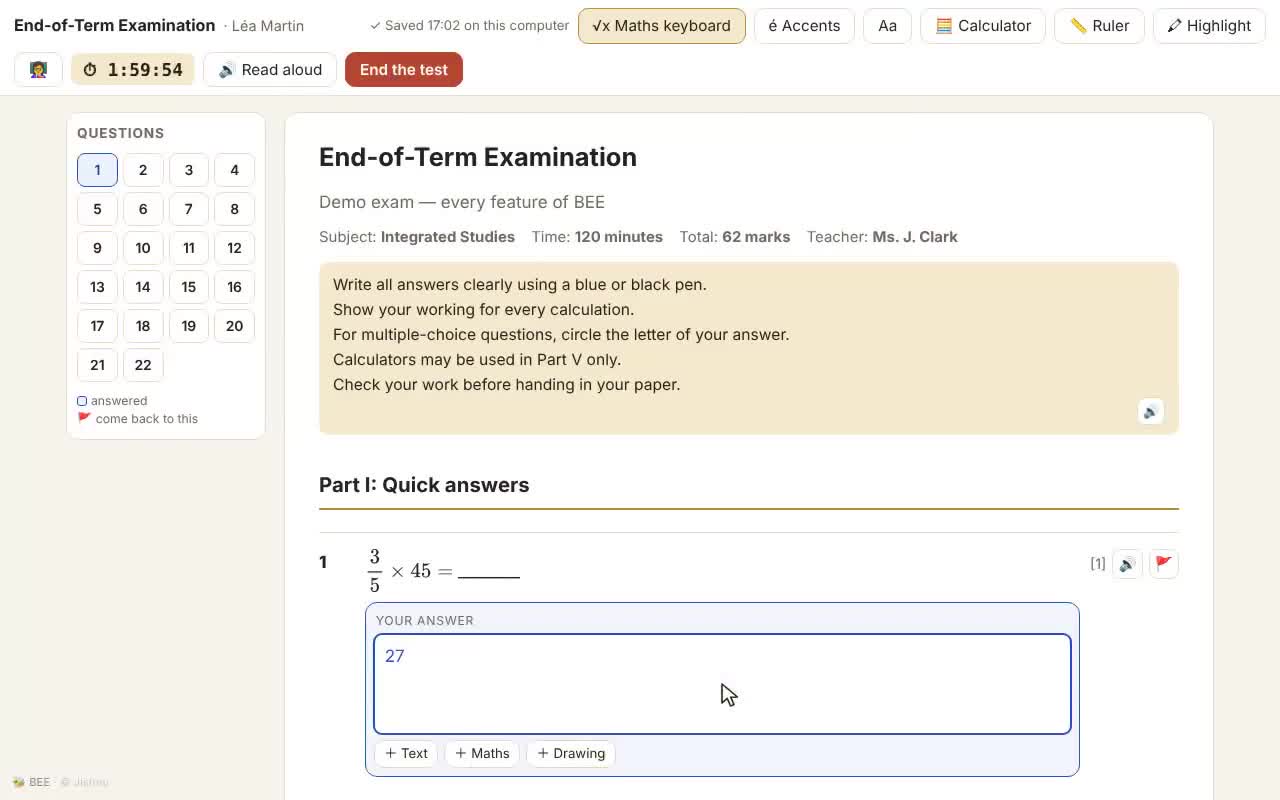 End-of-Term Examination · Léa Martin
✓ Saved 17:02 on this computer
√x Maths keyboard
é Accents
Aa
Calculator
Ruler
Highlight
1:59:54
Read aloud
End the test
QUESTIONS
1 2 3 4
5 6 7 8
9 10 11 12
13 14 15 16
17 18 19 20
21 22
answered
come back to this
End-of-Term Examination
Demo exam — every feature of BEE
Subject: Integrated Studies Time: 120 minutes Total: 62 marks Teacher: Ms. J. Clark
Write all answers clearly using a blue or black pen.
Show your working for every calculation.
For multiple-choice questions, circle the letter of your answer.
Calculators may be used in Part V only.
Check your work before handing in your paper.
Part I: Quick answers
1 3/5 × 45 = ______ [1]
YOUR ANSWER
27
+ Text + Maths + Drawing
BEE ©